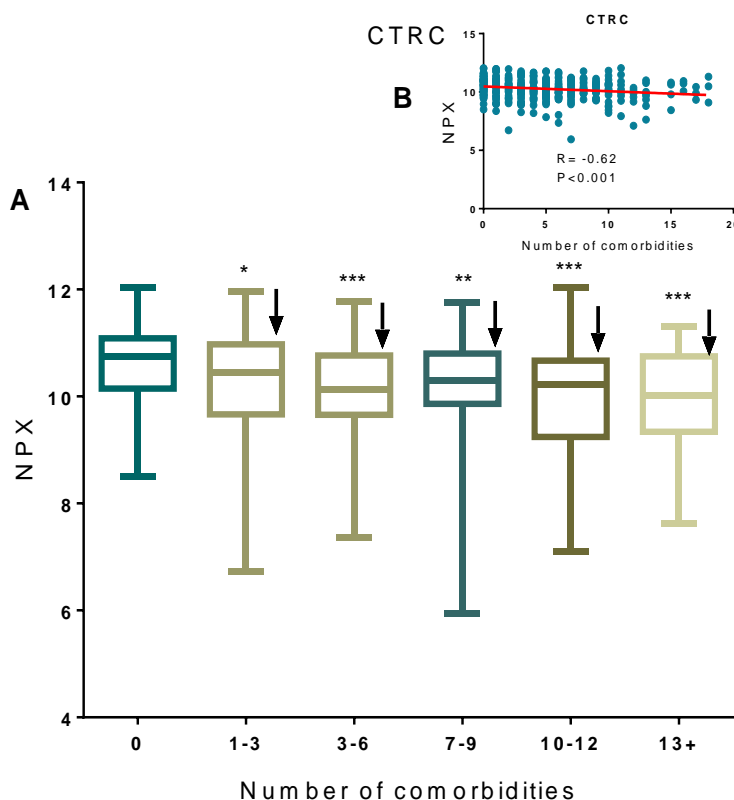 CTRC
CTRC
B
NPX
15
10
5
0
R= -0.62
P<0.001
0 5 10 15 20
Number of comorbidities
A
NPX
14
12
10
8
6
4
* *** ** *** ***
0 1-3 3-6 7-9 10-12 13+
Number of comorbidities